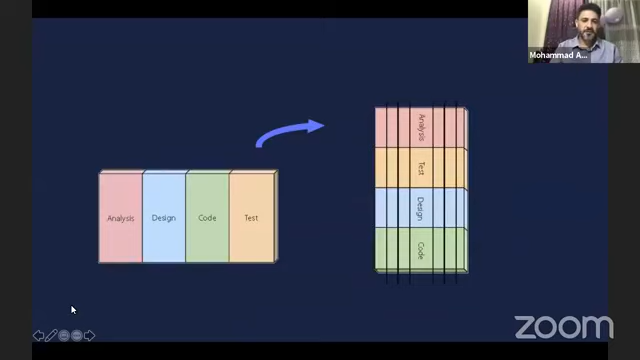 Mohammad A...
Analysis
Design
Code
Test
Analysis
Test
Design
Code
zoom